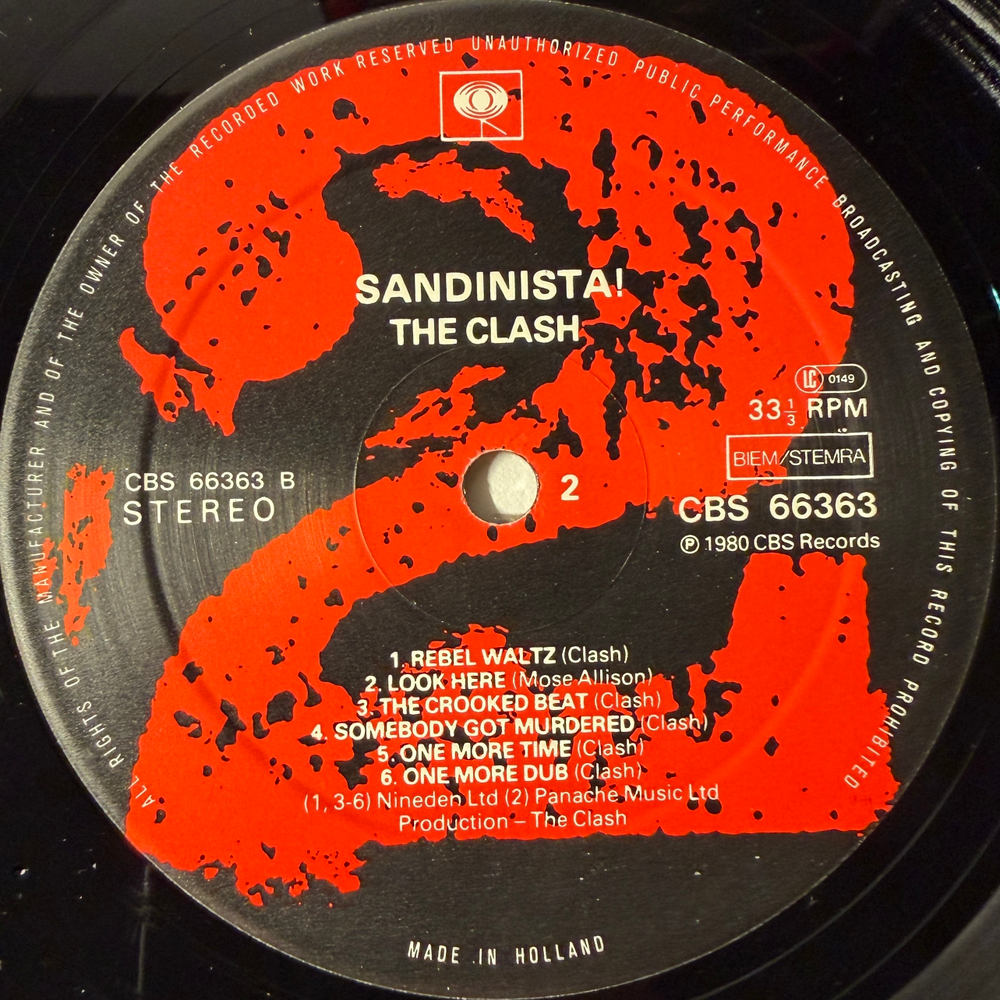 ALL RIGHTS OF THE MANUFACTURER AND OF THE OWNER OF THE RECORDED WORK RESERVED UNAUTHORIZED PUBLIC PERFORMANCE BROADCASTING AND COPYING OF THIS RECORD PROHIBITED
SANDINISTA!
THE CLASH
LC 0149
33 1/3 RPM
BIEM/STEMRA
CBS 66363 B
STEREO
2
CBS 66363
℗ 1980 CBS Records
1. REBEL WALTZ (Clash)
2. LOOK HERE (Mose Allison)
3. THE CROOKED BEAT (Clash)
4. SOMEBODY GOT MURDERED (Clash)
5. ONE MORE TIME (Clash)
6. ONE MORE DUB (Clash)
(1, 3-6) Nineden Ltd (2) Panache Music Ltd
Production – The Clash
MADE IN HOLLAND